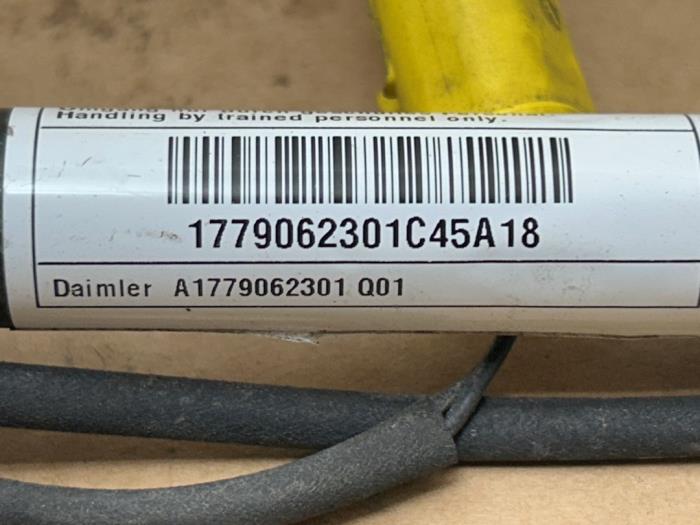 Handling by trained personnel only.
1779062301C45A18
Daimler A1779062301 Q01